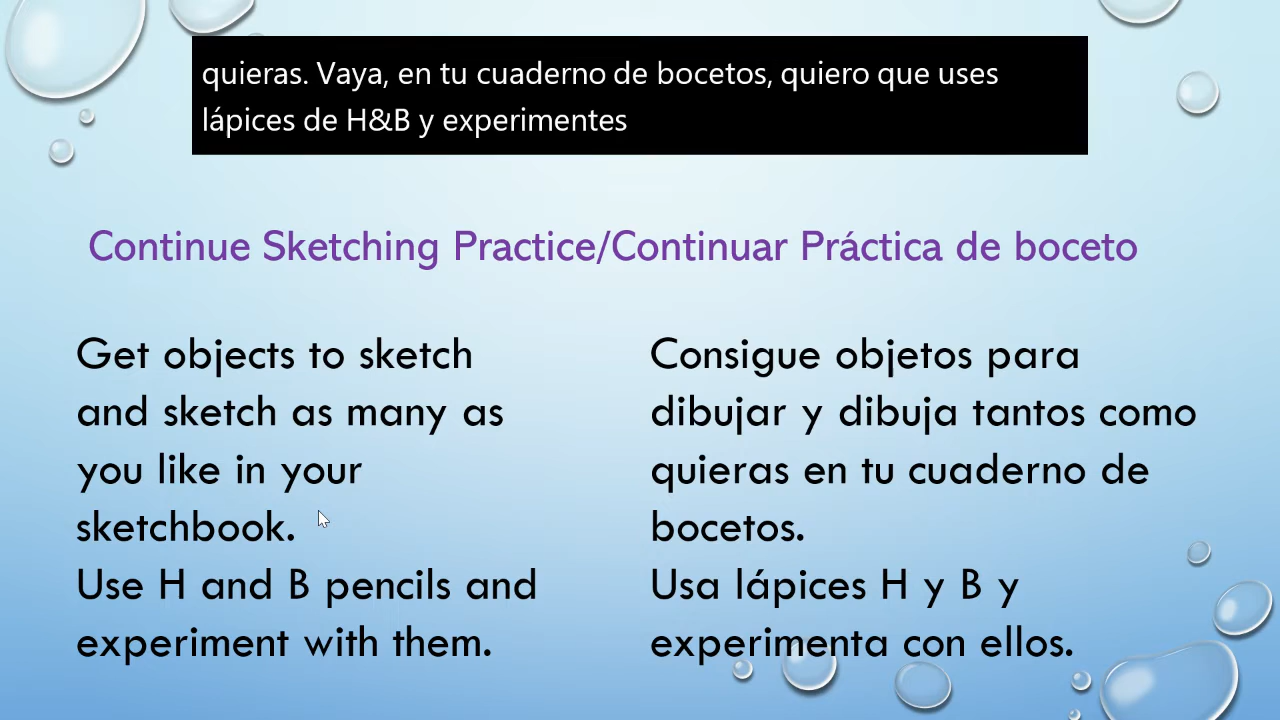 quieras. Vaya, en tu cuaderno de bocetos, quiero que uses
lápices de H&B y experimentes
Continue Sketching Practice/Continuar Práctica de boceto
Get objects to sketch
and sketch as many as
you like in your
sketchbook.
Use H and B pencils and
experiment with them.
Consigue objetos para
dibujar y dibuja tantos como
quieras en tu cuaderno de
bocetos.
Usa lápices H y B y
experimenta con ellos.